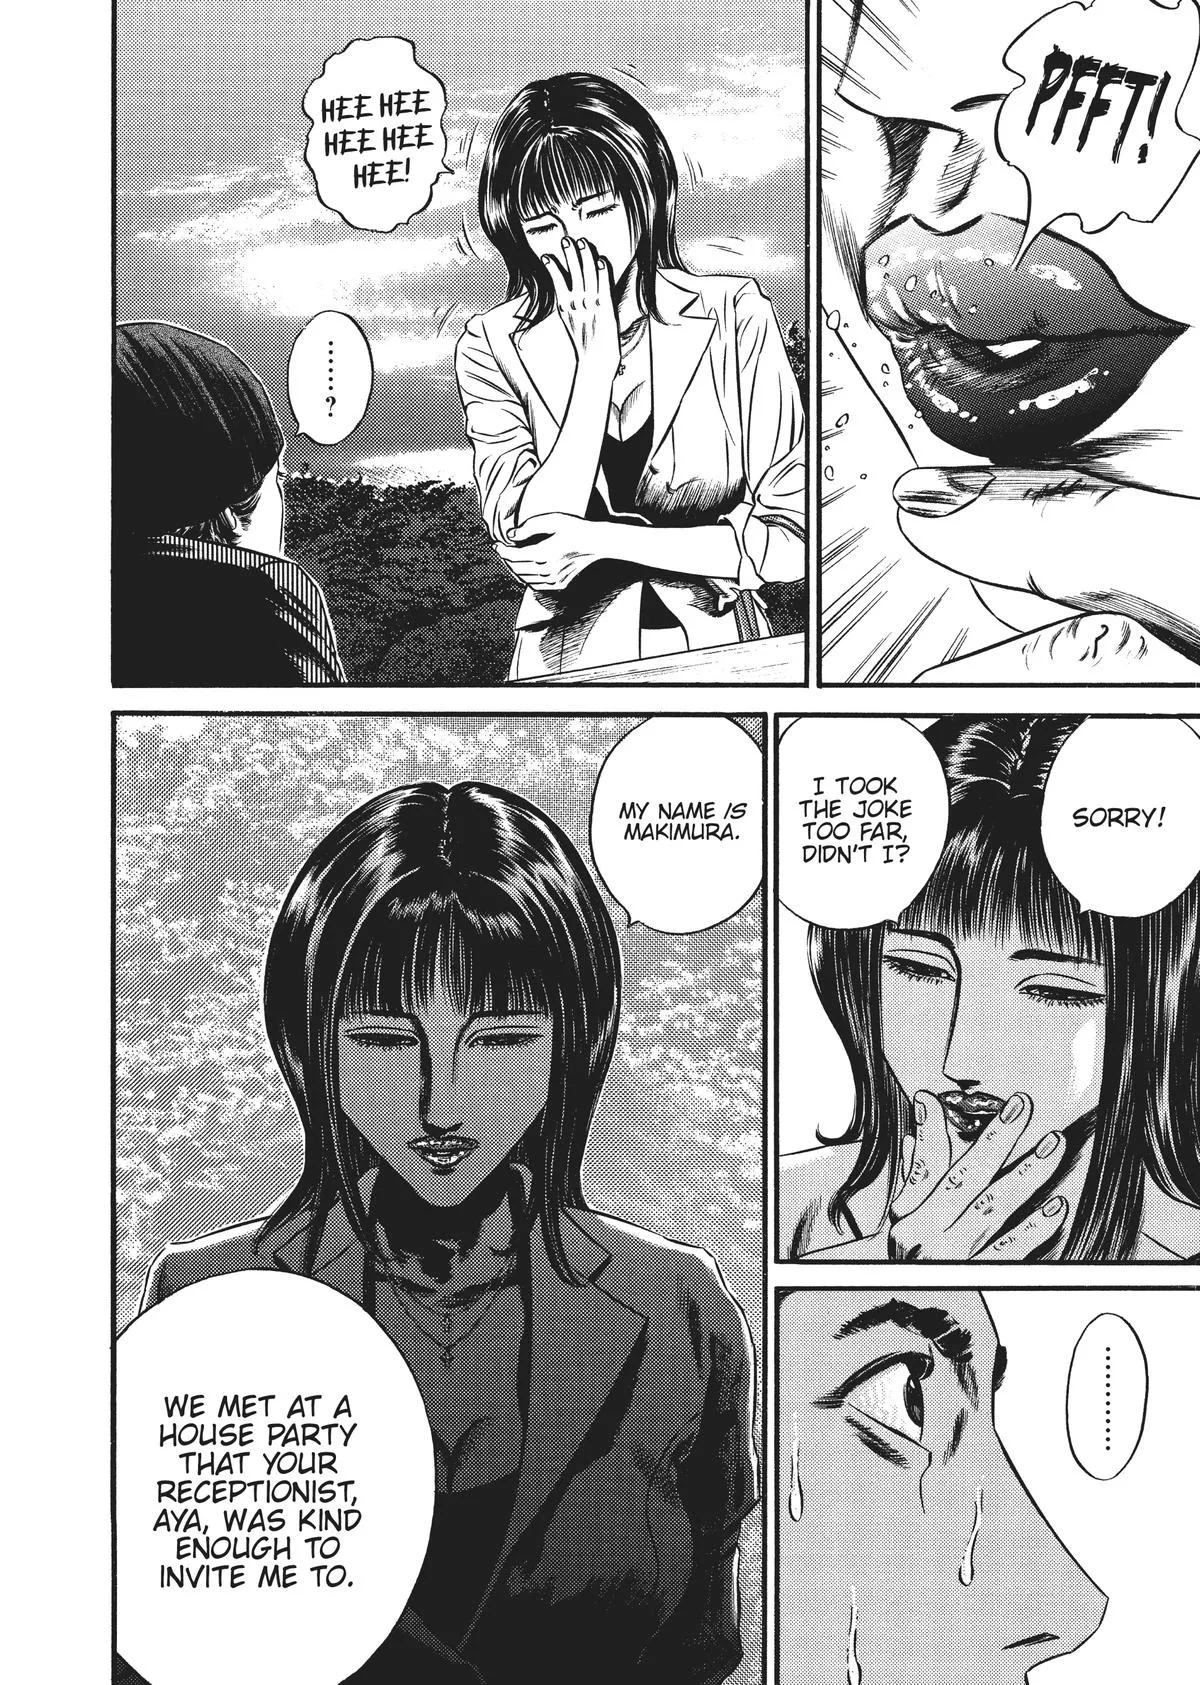 PFFT!
HEE HEE
HEE HEE
HEE!
........
?
SORRY!
I TOOK
THE JOKE
TOO FAR,
DIDN'T I?
..........
MY NAME IS
MAKIMURA.
WE MET AT A
HOUSE PARTY
THAT YOUR
RECEPTIONIST,
AYA, WAS KIND
ENOUGH TO
INVITE ME TO.